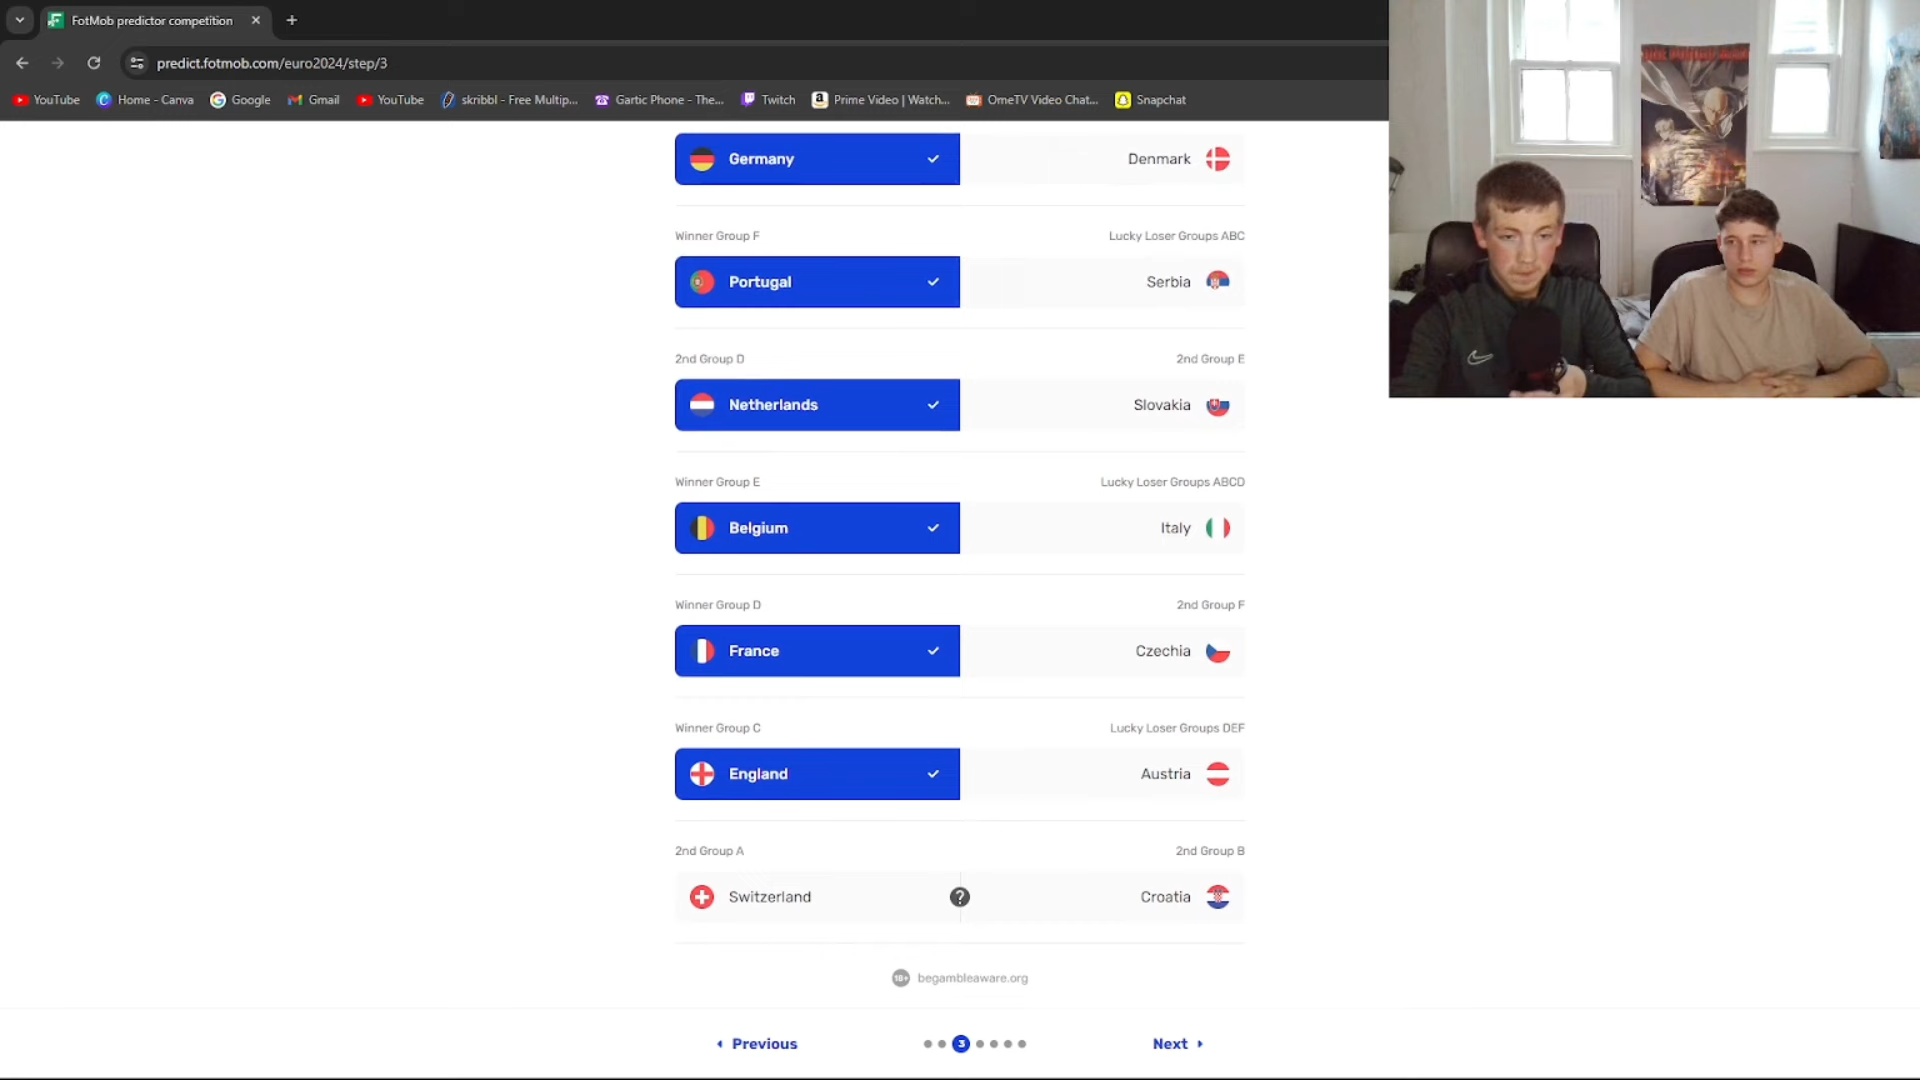 FotMob predictor competition
predict.fotmob.com/euro2024/step/3
YouTube Home - Canva Google Gmail YouTube skribbl - Free Multip... Gartic Phone - The... Twitch Prime Video | Watch... OmeTV Video Chat... Snapchat
Germany Denmark
Winner Group F Lucky Loser Groups ABC
Portugal Serbia
2nd Group D 2nd Group E
Netherlands Slovakia
Winner Group E Lucky Loser Groups ABCD
Belgium Italy
Winner Group D 2nd Group F
France Czechia
Winner Group C Lucky Loser Groups DEF
England Austria
2nd Group A 2nd Group B
Switzerland ? Croatia
18+ begambleaware.org
Previous 3 Next